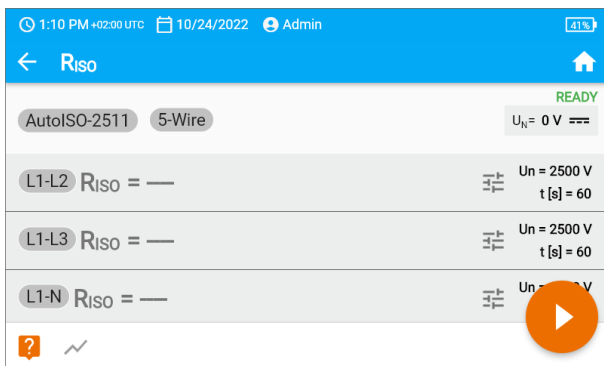 1:10 PM +02:00 UTC 10/24/2022 Admin 41%
RISO
READY
AutoISO-2511 5-Wire UN= 0 V
L1-L2 RISO = --- Un = 2500 V
t [s] = 60
L1-L3 RISO = --- Un = 2500 V
t [s] = 60
L1-N RISO = --- Un
?